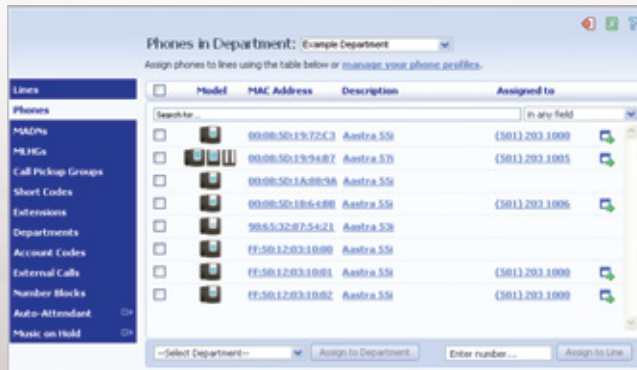 Phones in Department: Example Department
Assign phones to lines using the table below or manage your phone profiles.
Lines
Phones
MADNs
MLHGs
Call Pickup Groups
Short Codes
Extensions
Departments
Account Codes
External Calls
Number Blocks
Auto-Attendant
Music on Hold
Model MAC Address Description Assigned to
Search for... in any field
00:08:5D:19:72:C3 Aastra 55i (501) 203 1000
00:08:5D:19:94:87 Aastra 57i (501) 203 1005
00:08:5D:1A:08:9A Aastra 55i
00:08:5D:18:64:80 Aastra 55i (501) 203 1006
90:65:32:87:54:21 Aastra 53i
FF:50:12:03:10:00 Aastra 55i
FF:50:12:03:10:01 Aastra 55i (501) 203 1000
FF:50:12:03:10:02 Aastra 55i (501) 203 1000
--Select Department-- Assign to Department Enter number.... Assign to Line